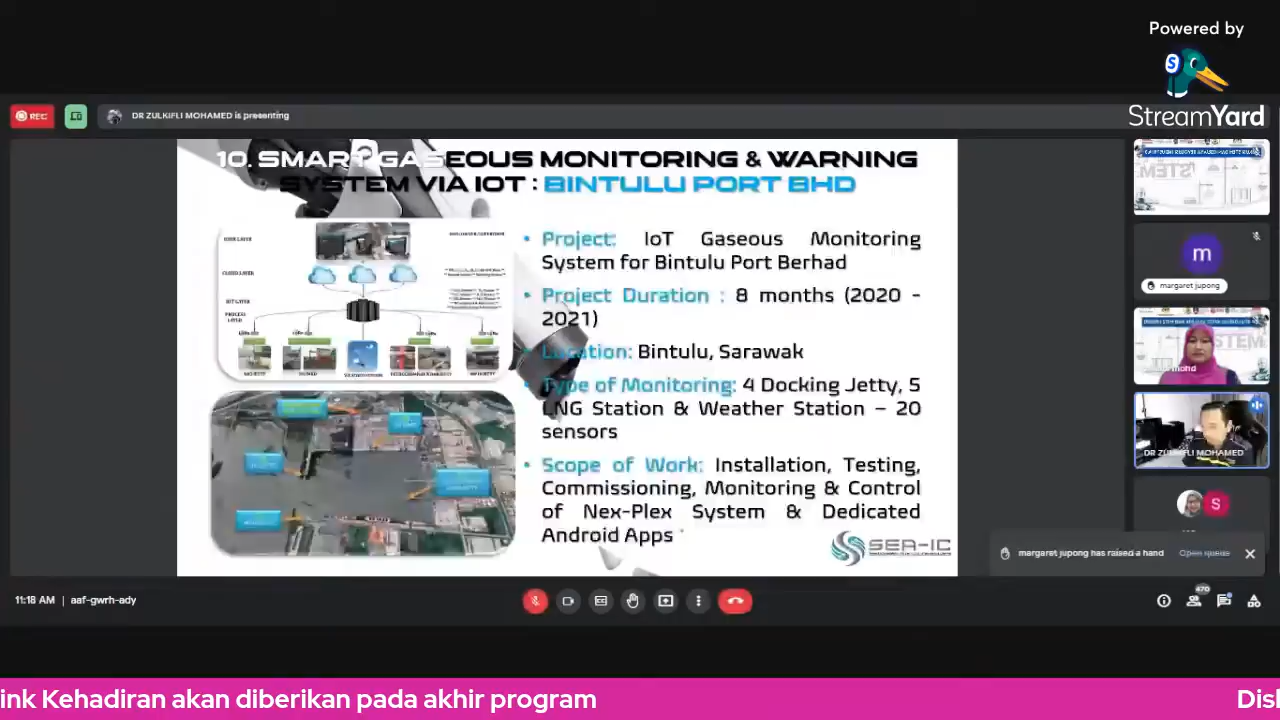 Powered by
StreamYard
REC
DR ZULKIFLI MOHAMED is presenting
10. SMART GASEOUS MONITORING & WARNING
SYSTEM VIA IOT : BINTULU PORT BHD
• Project: IoT Gaseous Monitoring
System for Bintulu Port Berhad
• Project Duration : 8 months (2020 -
2021)
• Location: Bintulu, Sarawak
• Type of Monitoring: 4 Docking Jetty, 5
LNG Station & Weather Station – 20
sensors
• Scope of Work: Installation, Testing,
Commissioning, Monitoring & Control
of Nex-Plex System & Dedicated
Android Apps
SEA-IC
m
margaret jupong
mohd
DR ZULKIFLI MOHAMED
S
margaret jupong has raised a hand
Open queue
11:18 AM | aaf-gwrh-ady
470
ink Kehadiran akan diberikan pada akhir program